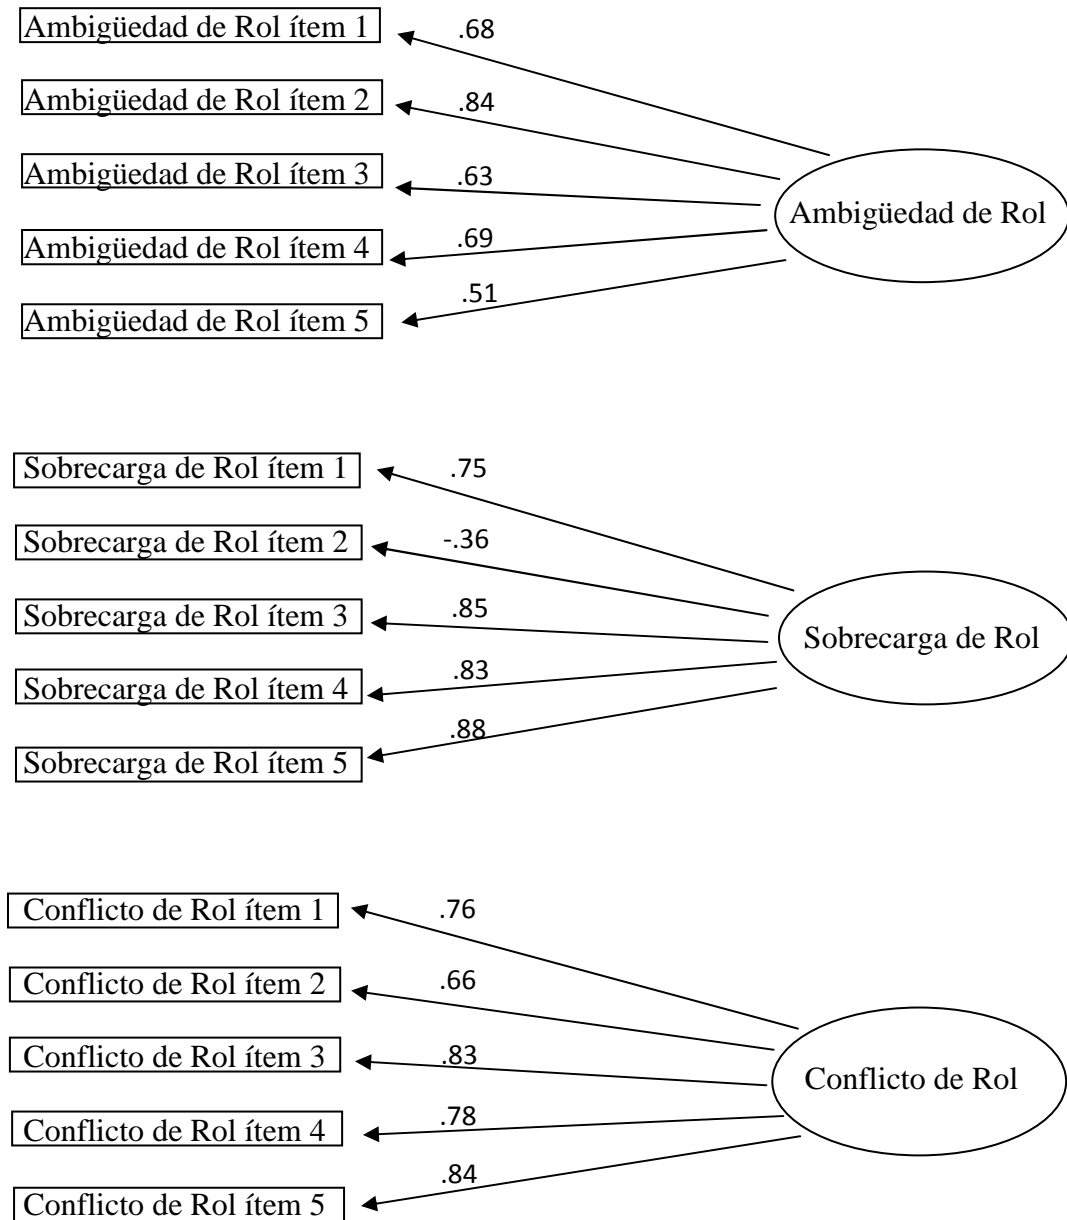 Ambigüedad de Rol ítem 1
.68
Ambigüedad de Rol ítem 2
.84
Ambigüedad de Rol ítem 3
.63
Ambigüedad de Rol
Ambigüedad de Rol ítem 4
.69
Ambigüedad de Rol ítem 5
.51
Sobrecarga de Rol ítem 1
.75
Sobrecarga de Rol ítem 2
-.36
Sobrecarga de Rol ítem 3
.85
Sobrecarga de Rol
Sobrecarga de Rol ítem 4
.83
Sobrecarga de Rol ítem 5
.88
Conflicto de Rol ítem 1
.76
Conflicto de Rol ítem 2
.66
Conflicto de Rol ítem 3
.83
Conflicto de Rol
Conflicto de Rol ítem 4
.78
Conflicto de Rol ítem 5
.84